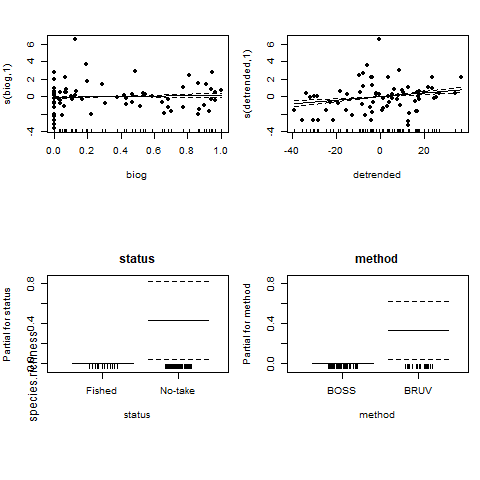 s(biog,1)
6
4
2
0
-4
0.0 0.2 0.4 0.6 0.8 1.0
biog
s(detrended,1)
6
4
2
0
-4
-40 -20 0 20
detrended
status
Partial for status
0.8
0.4
0.0
Fished No-take
status
species.richness
method
Partial for method
0.8
0.4
0.0
BOSS BRUV
method